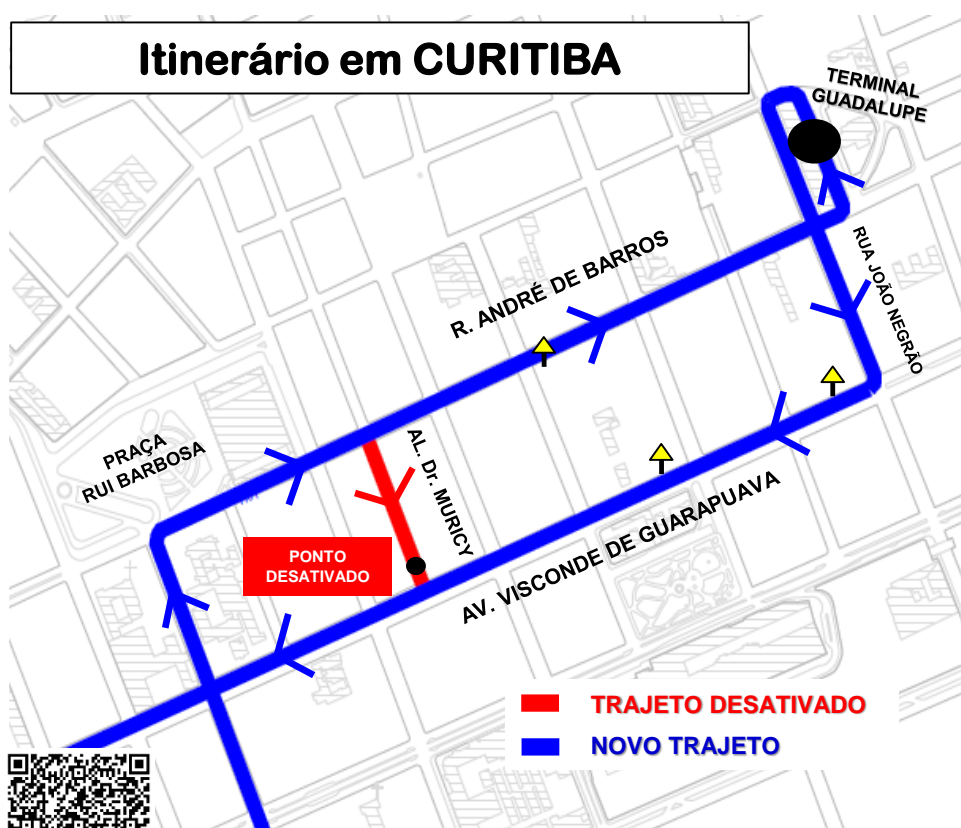 Itinerário em CURITIBA
TERMINAL
GUADALUPE
R. ANDRÉ DE BARROS
RUA JOÃO NEGRÃO
PRAÇA
RUI BARBOSA
AL. Dr. MURICY
PONTO
DESATIVADO
AV. VISCONDE DE GUARAPUAVA
TRAJETO DESATIVADO
NOVO TRAJETO